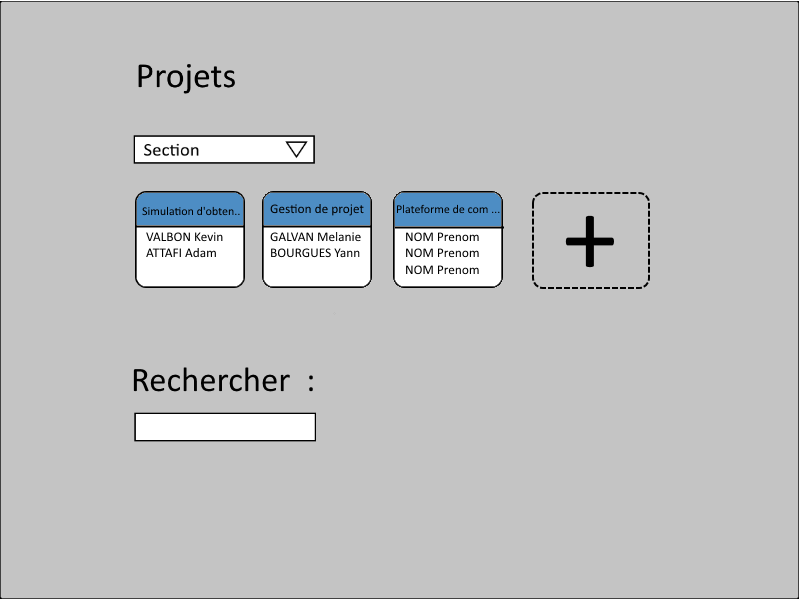 Projets
Section
Simulation d'obten..
VALBON Kevin
ATTAFI Adam
Gestion de projet
GALVAN Melanie
BOURGUES Yann
Plateforme de com ...
NOM Prenom
NOM Prenom
NOM Prenom
Rechercher :